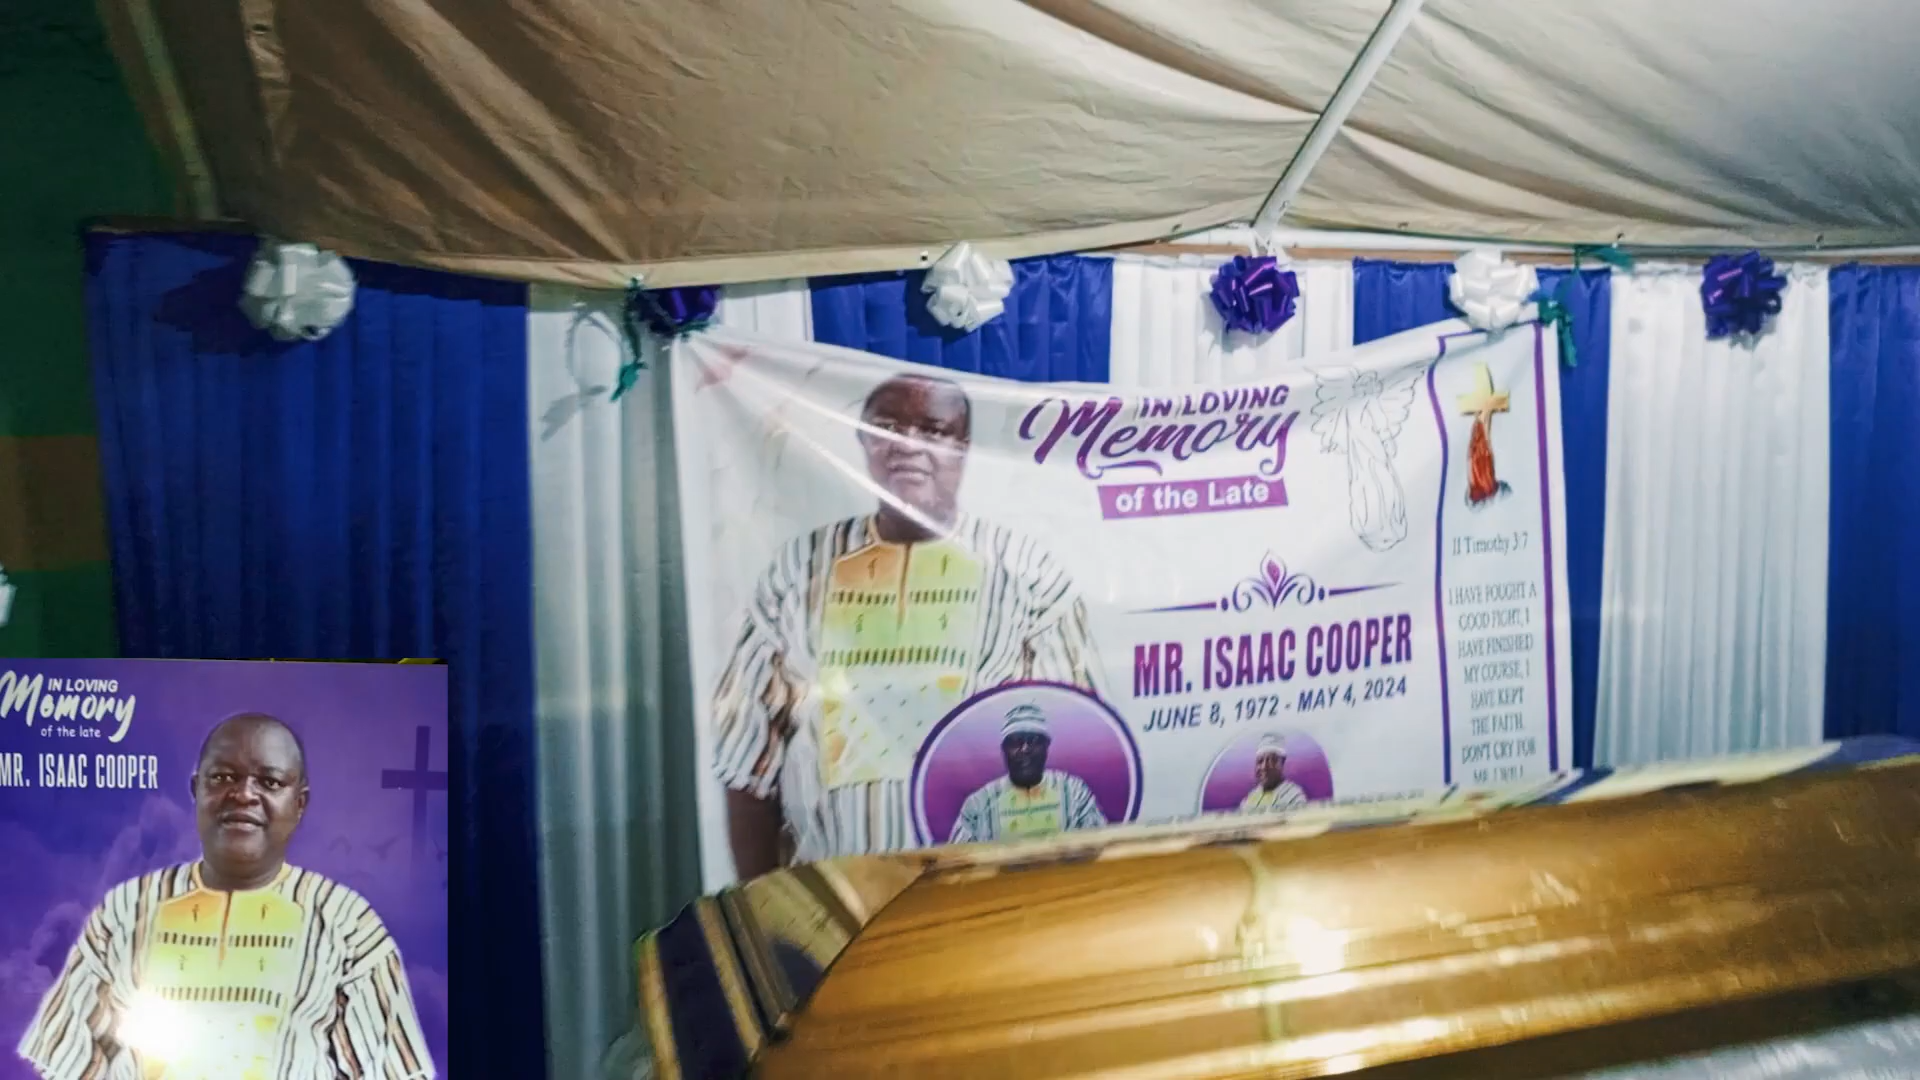 IN LOVING
Memory
of the Late
MR. ISAAC COOPER
JUNE 8, 1972 - MAY 4, 2024
II Timothy 3:7
I HAVE FOUGHT A
GOOD FIGHT, I
HAVE FINISHED
MY COURSE, I
HAVE KEPT
THE FAITH.
DON'T CRY FOR
ME I WILL
IN LOVING
Memory
of the late
MR. ISAAC COOPER